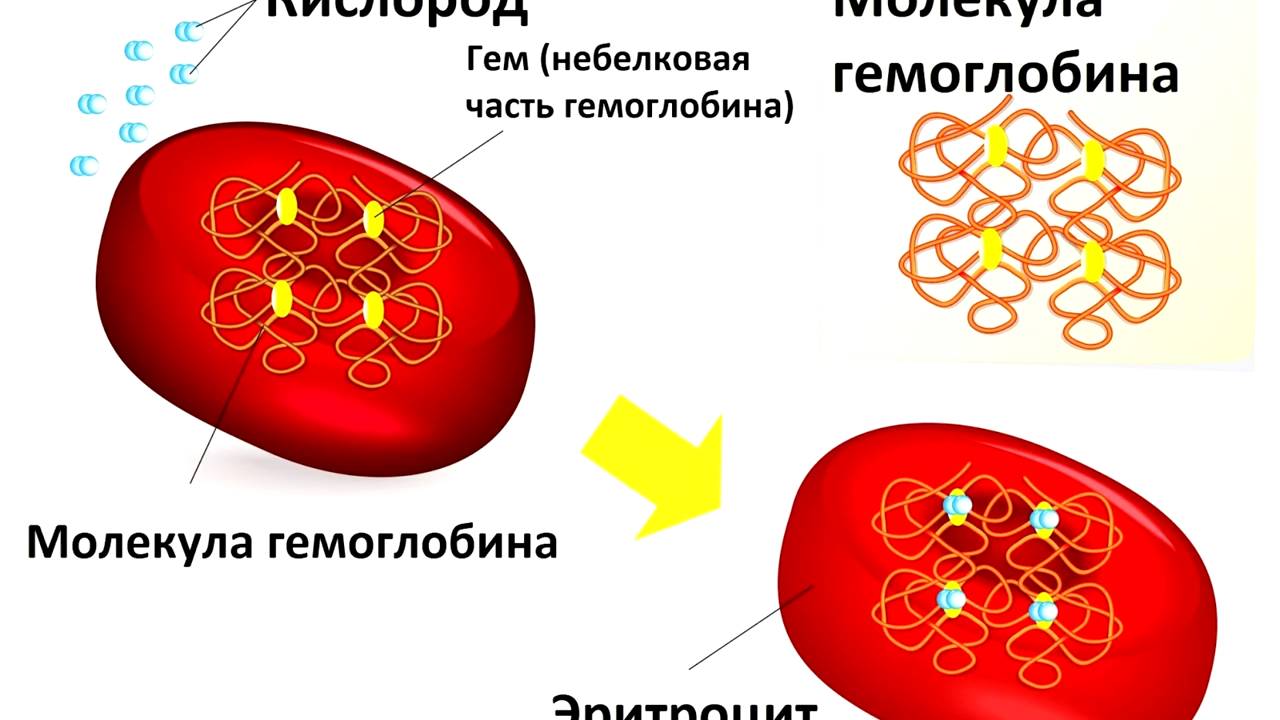 Кислород
Молекула
гемоглобина
Гем (небелковая
часть гемоглобина)
Молекула гемоглобина
Эритроцит